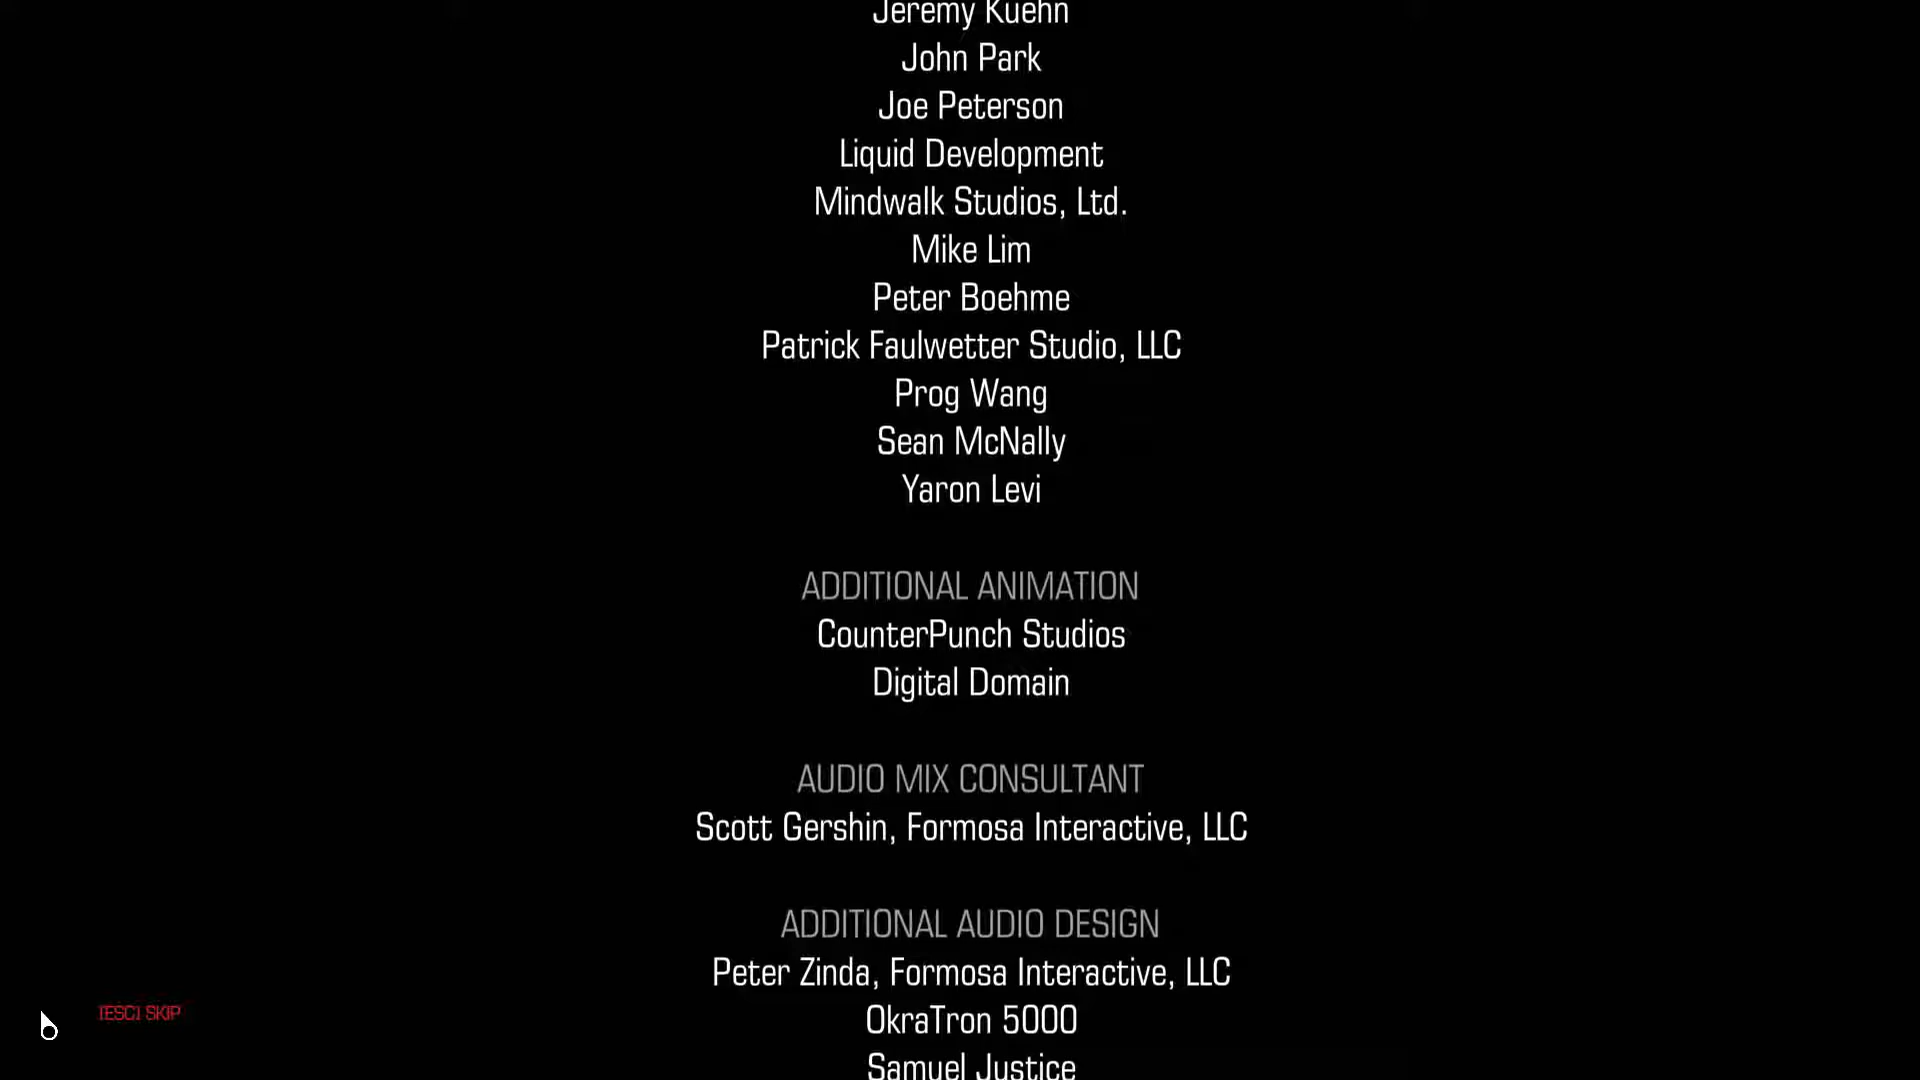 Jeremy Kuehn
John Park
Joe Peterson
Liquid Development
Mindwalk Studios, Ltd.
Mike Lim
Peter Boehme
Patrick Faulwetter Studio, LLC
Prog Wang
Sean McNally
Yaron Levi
ADDITIONAL ANIMATION
CounterPunch Studios
Digital Domain
AUDIO MIX CONSULTANT
Scott Gershin, Formosa Interactive, LLC
ADDITIONAL AUDIO DESIGN
Peter Zinda, Formosa Interactive, LLC
[ESC] SKIP
OkraTron 5000
Samuel Justice